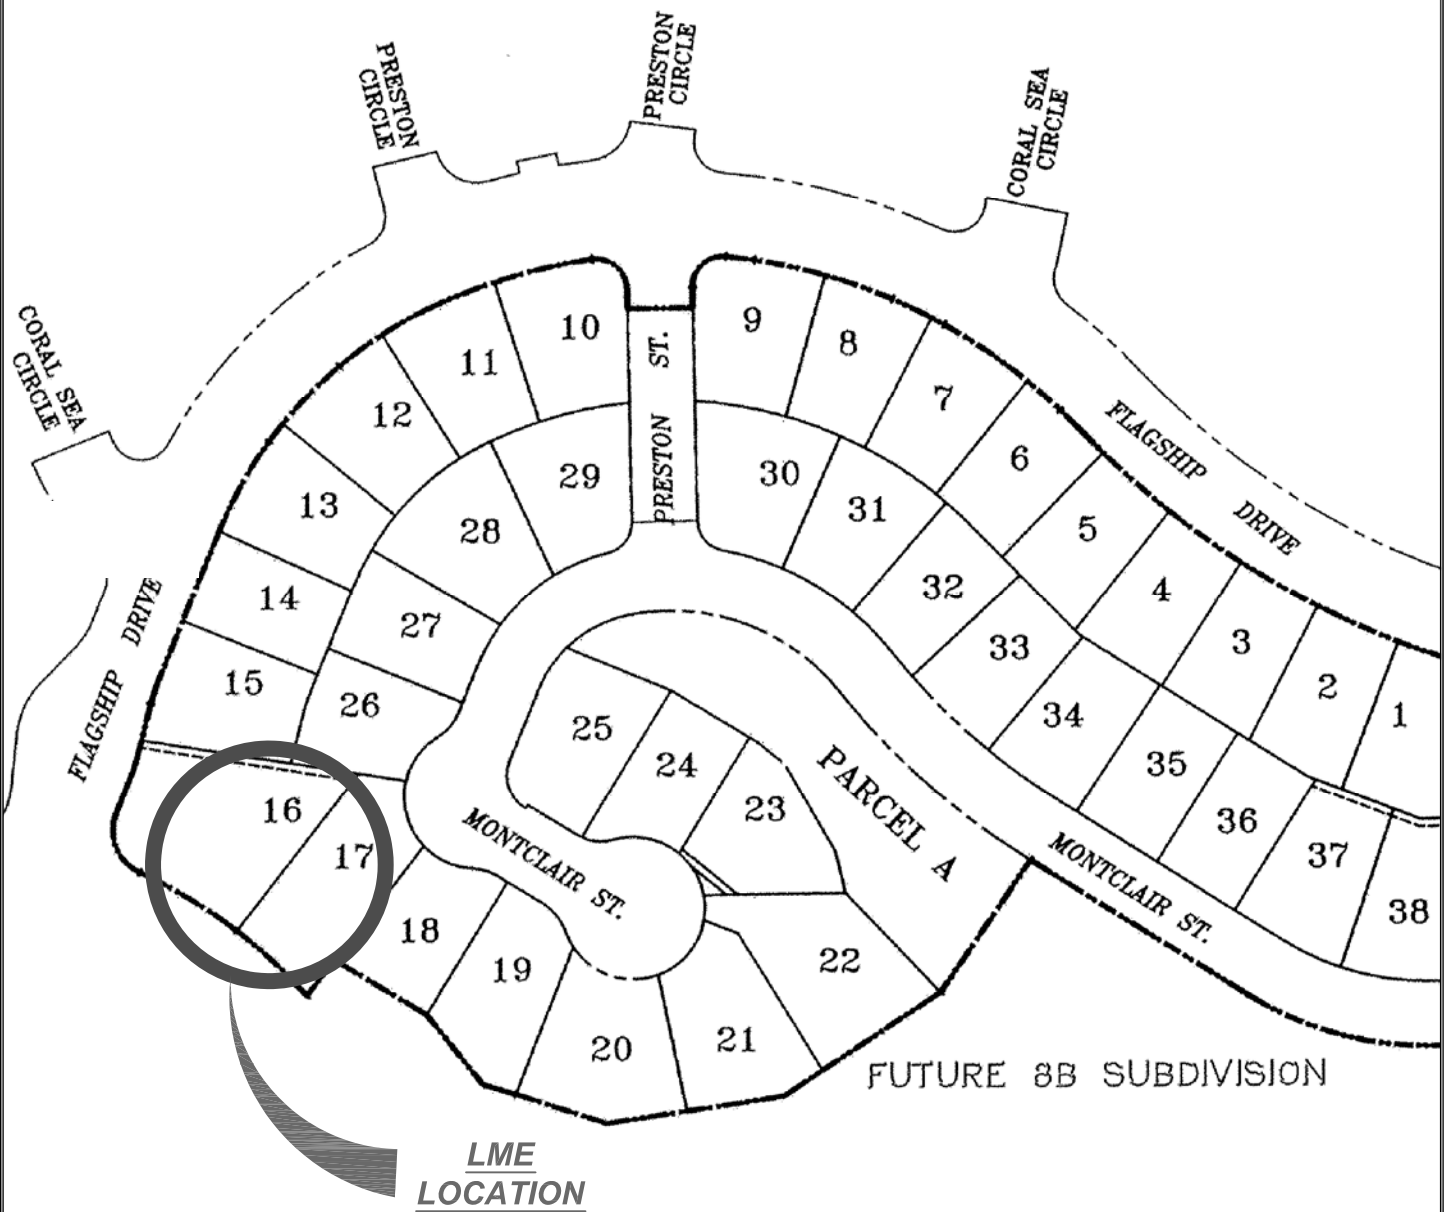 PRESTON
CIRCLE
PRESTON
CIRCLE
CORAL SEA
CIRCLE
CORAL SEA
CIRCLE
10
9
8
11
7
12
PRESTON ST.
6
FLAGSHIP DRIVE
29
30
13
31
5
28
14
32
4
27
33
3
FLAGSHIP DRIVE
15
26
2
34
1
25
24
35
PARCEL A
16
23
36
17
MONTCLAIR ST.
37
MONTCLAIR ST.
38
18
19
22
20
21
FUTURE 8B SUBDIVISION
LME
LOCATION